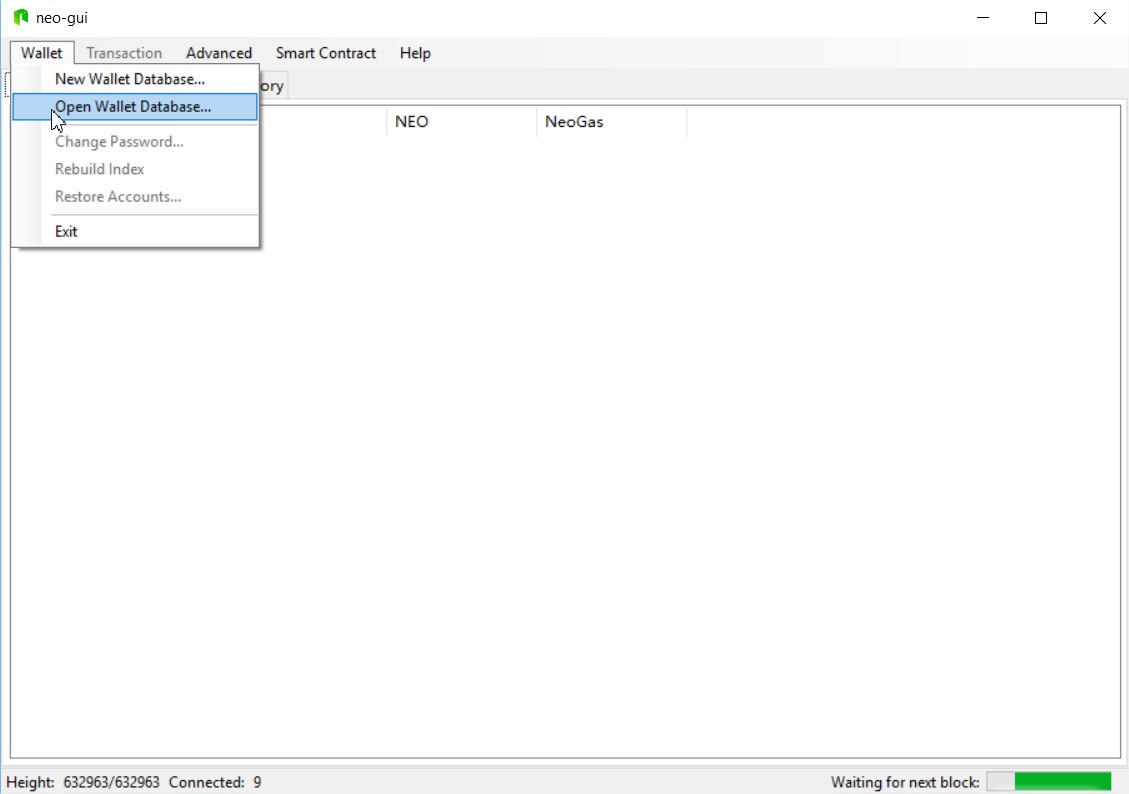 neo-gui
Wallet Transaction Advanced Smart Contract Help
New Wallet Database...
ory
Open Wallet Database...
NEO NeoGas
Change Password...
Rebuild Index
Restore Accounts...
Exit
Height: 632963/632963 Connected: 9 Waiting for next block: